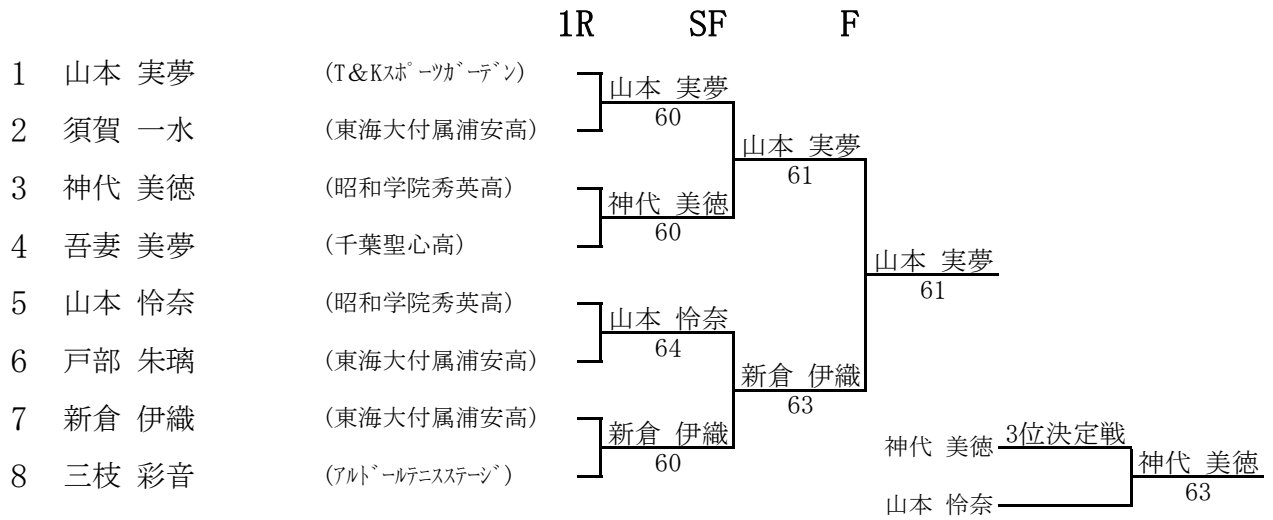 1R SF F
1 山本 実夢 (T&Kｽﾎﾟｰﾂｶﾞｰﾃﾞﾝ)
山本 実夢
60
2 須賀 一水 (東海大付属浦安高)
山本 実夢
61
3 神代 美徳 (昭和学院秀英高)
神代 美徳
60
4 吾妻 美夢 (千葉聖心高)
山本 実夢
61
5 山本 怜奈 (昭和学院秀英高)
山本 怜奈
64
6 戸部 朱璃 (東海大付属浦安高)
新倉 伊織
63
7 新倉 伊織 (東海大付属浦安高)
新倉 伊織
60
8 三枝 彩音 (ｱﾙﾄﾞｰﾙﾃﾆｽｽﾃｰｼﾞ)
神代 美徳 3位決定戦
神代 美徳
63
山本 怜奈